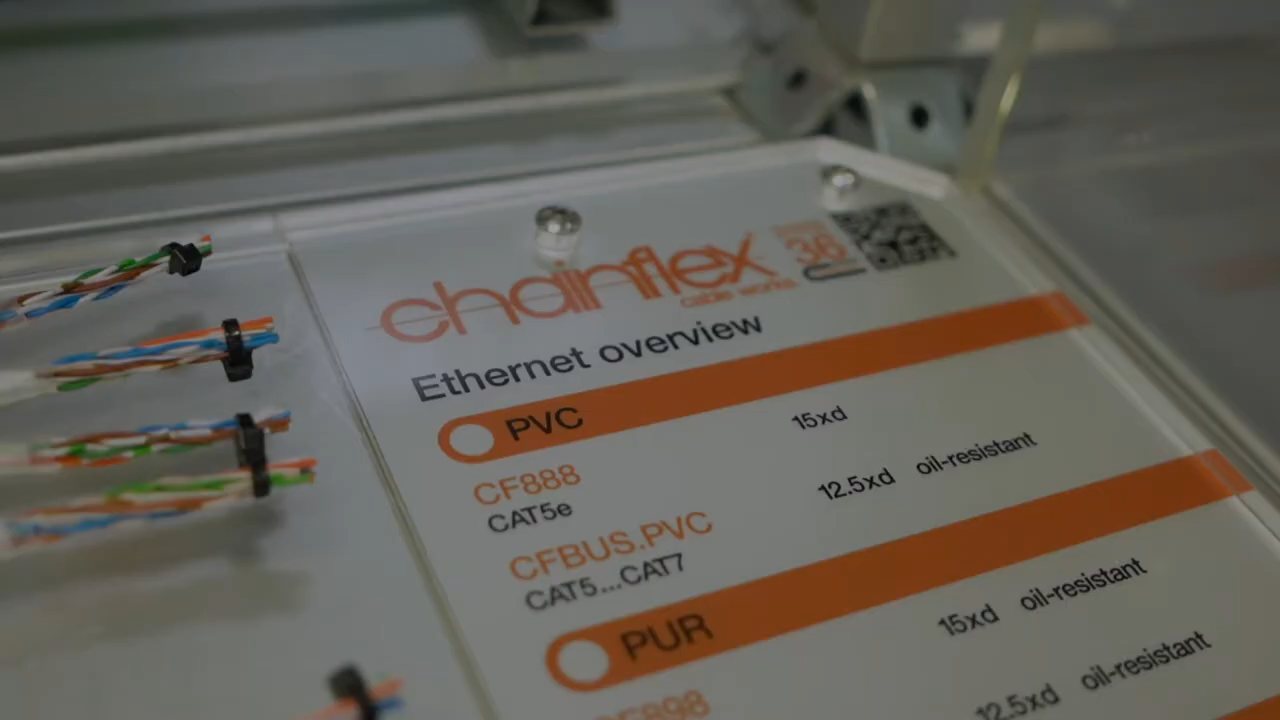 chainflex
cable works
36
Ethernet overview
PVC
CF888 15xd
CAT5e
CFBUS.PVC 12.5xd oil-resistant
CAT5...CAT7
PUR
CF898 15xd oil-resistant
12.5xd oil-resistant